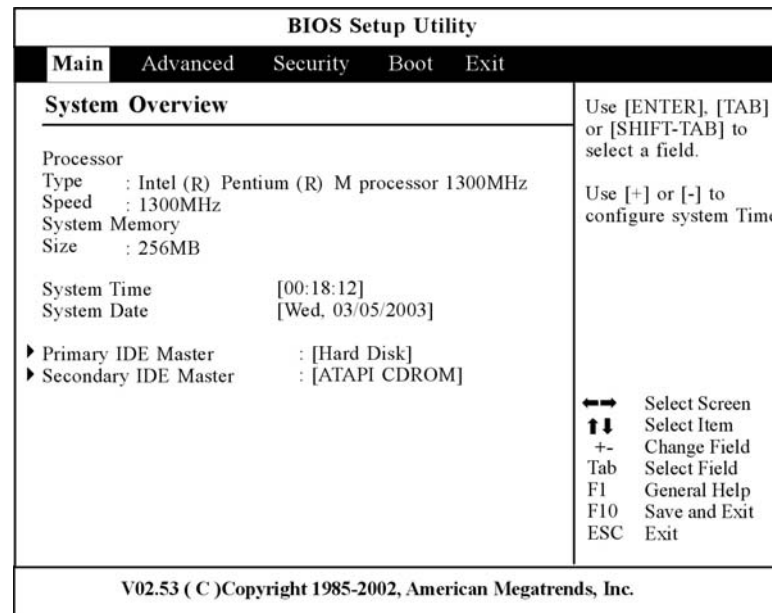 BIOS Setup Utility
Main Advanced Security Boot Exit
System Overview
Processor
Type : Intel (R) Pentium (R) M processor 1300MHz
Speed : 1300MHz
System Memory
Size : 256MB
System Time [00:18:12]
System Date [Wed, 03/05/2003]
Primary IDE Master : [Hard Disk]
Secondary IDE Master : [ATAPI CDROM]
Use [ENTER], [TAB]
or [SHIFT-TAB] to
select a field.
Use [+] or [-] to
configure system Time
←→ Select Screen
↑↓ Select Item
+- Change Field
Tab Select Field
F1 General Help
F10 Save and Exit
ESC Exit
V02.53 ( C )Copyright 1985-2002, American Megatrends, Inc.